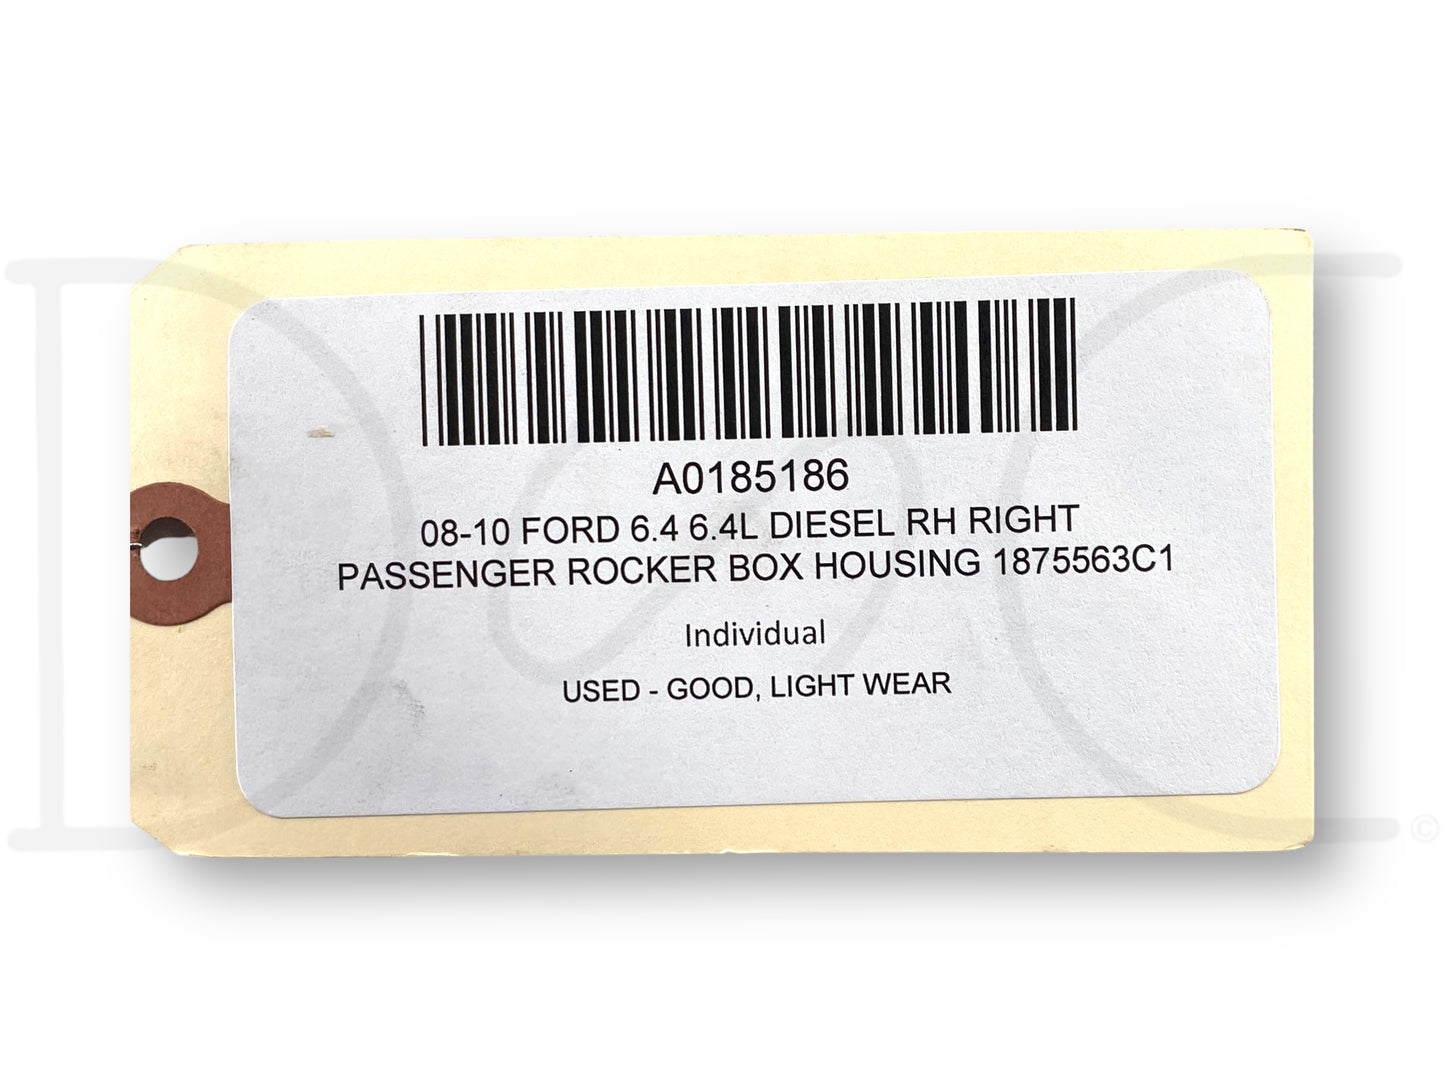 A0185186
08-10 FORD 6.4 6.4L DIESEL RH RIGHT
PASSENGER ROCKER BOX HOUSING 1875563C1
Individual
USED - GOOD, LIGHT WEAR
©